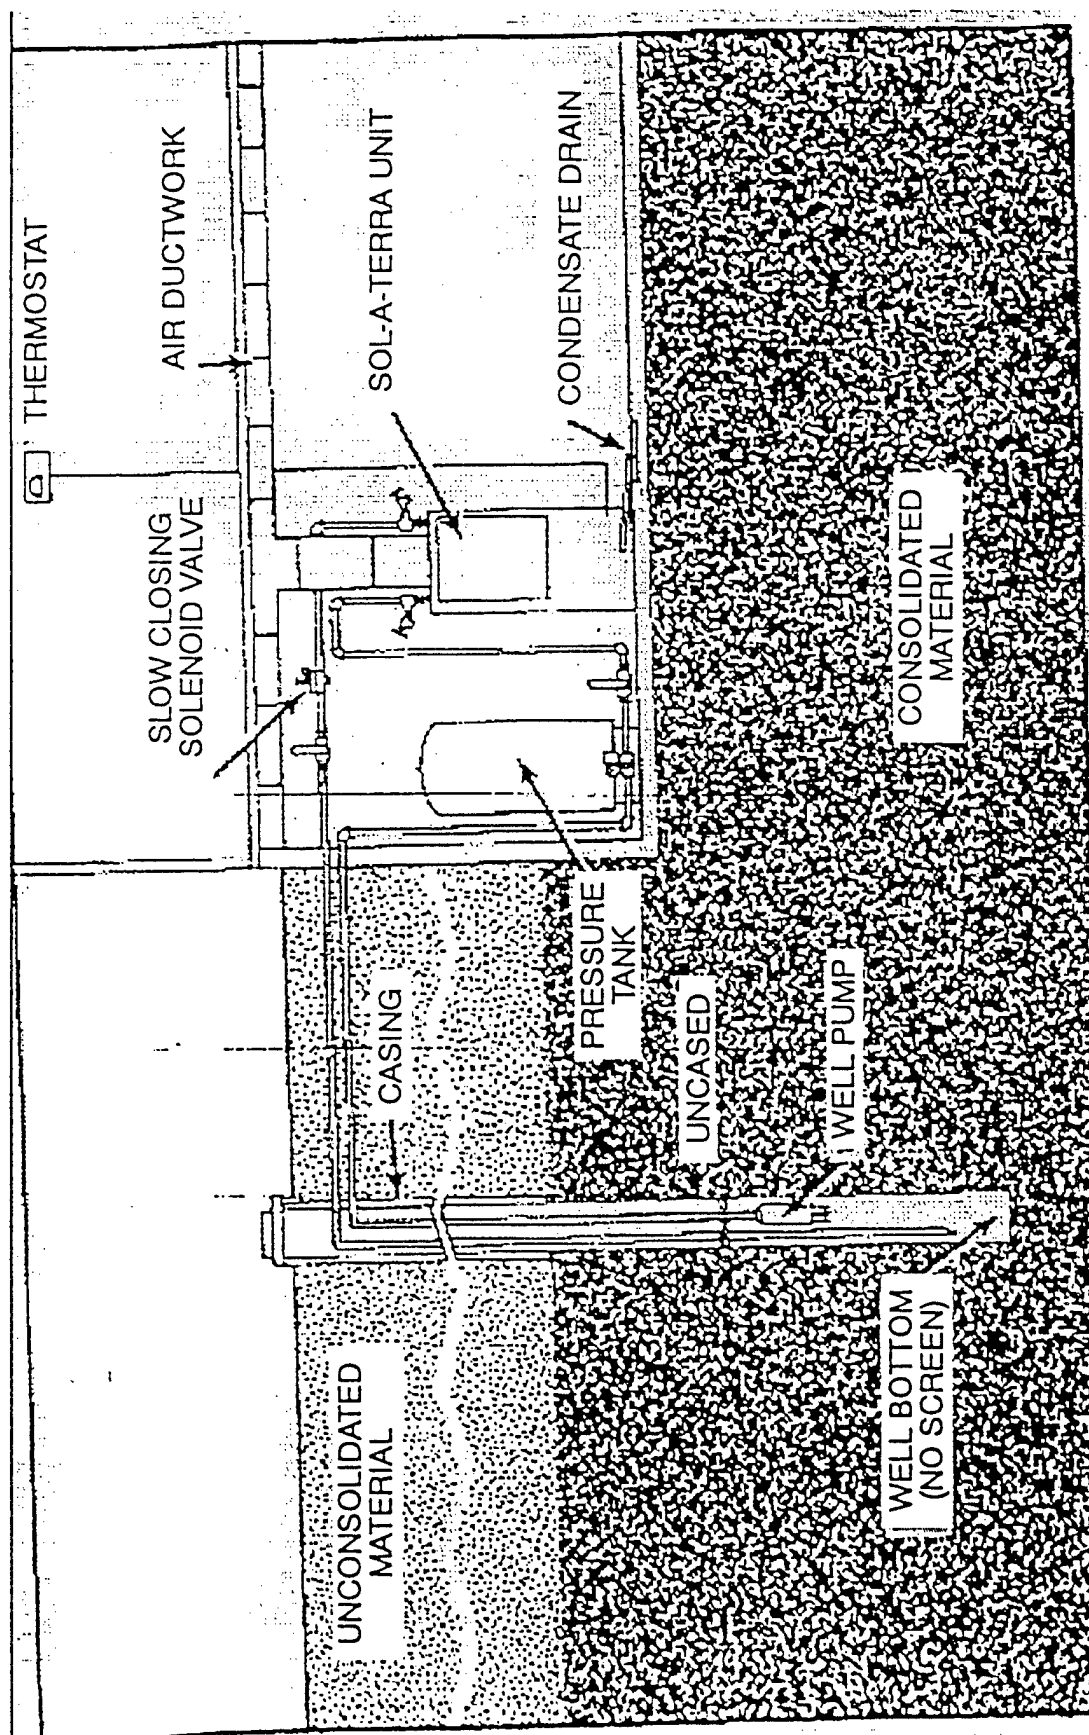 THERMOSTAT
AIR DUCTWORK
SLOW CLOSING
SOLENOID VALVE
SOL-A-TERRA UNIT
CONDENSATE DRAIN
CASING
PRESSURE
TANK
UNCASED
WELL PUMP
UNCONSOLIDATED
MATERIAL
CONSOLIDATED
MATERIAL
WELL BOTTOM
(NO SCREEN)